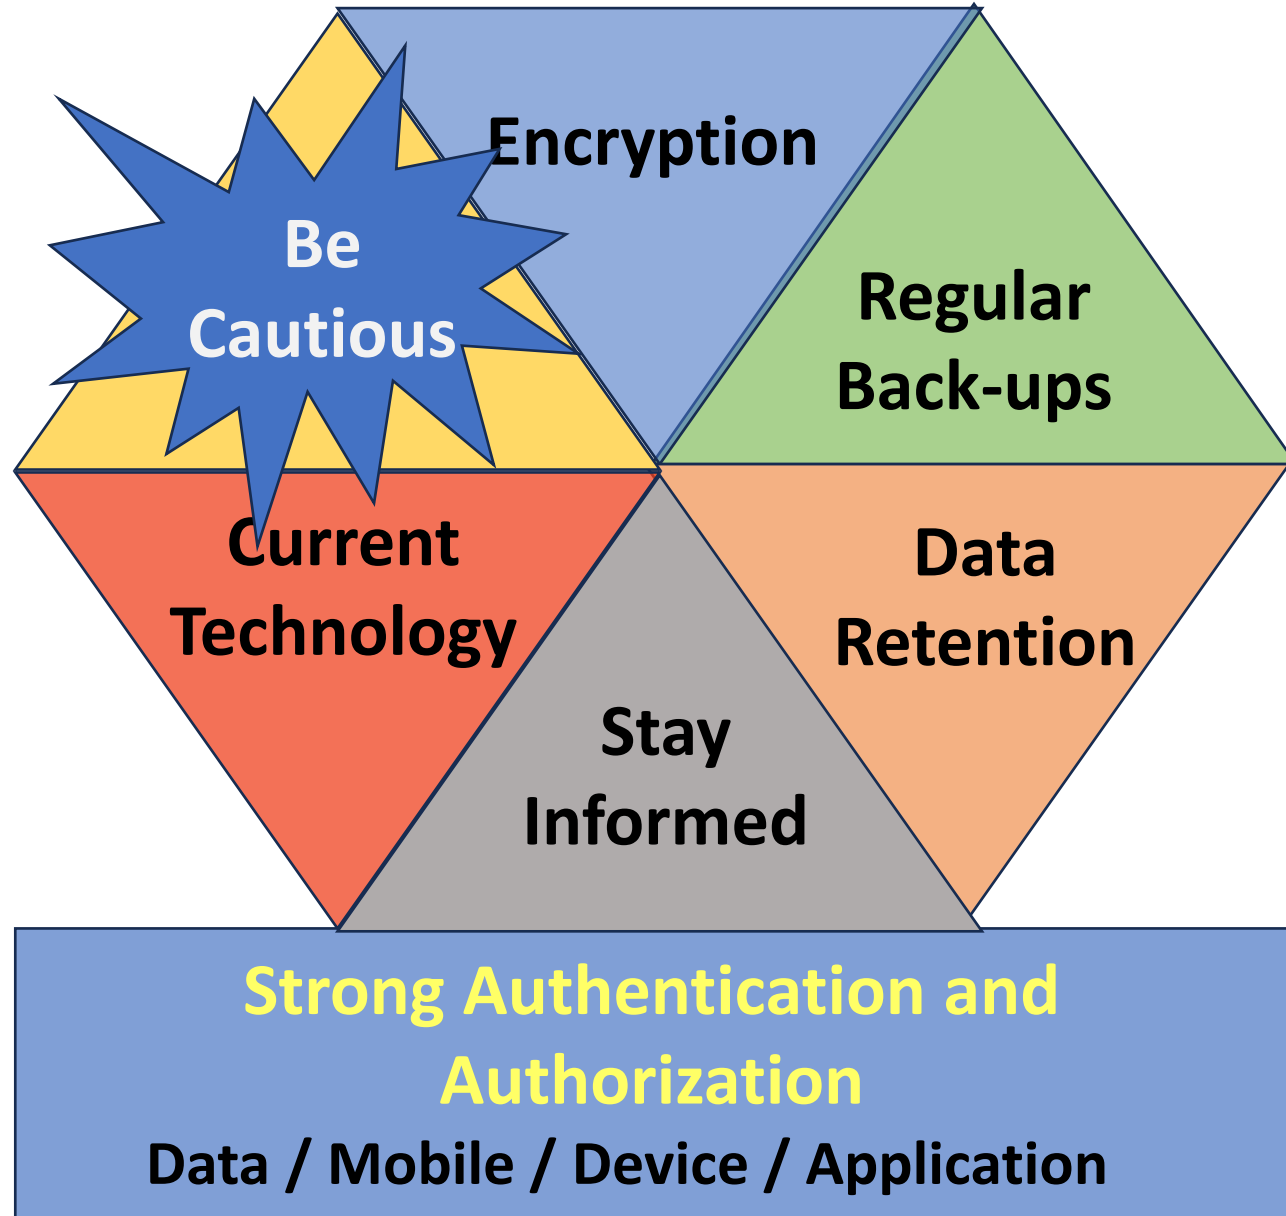 Encryption
Be
Cautious
Regular
Back-ups
Current
Technology
Data
Retention
Stay
Informed
Strong Authentication and
Authorization
Data / Mobile / Device / Application